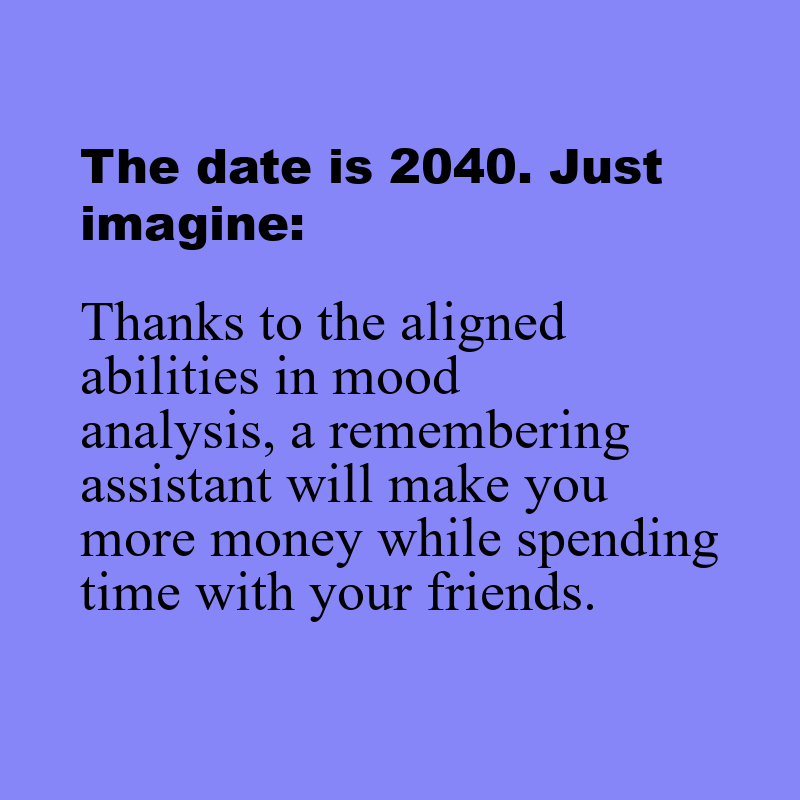 The date is 2040. Just
imagine:
Thanks to the aligned
abilities in mood
analysis, a remembering
assistant will make you
more money while spending
time with your friends.